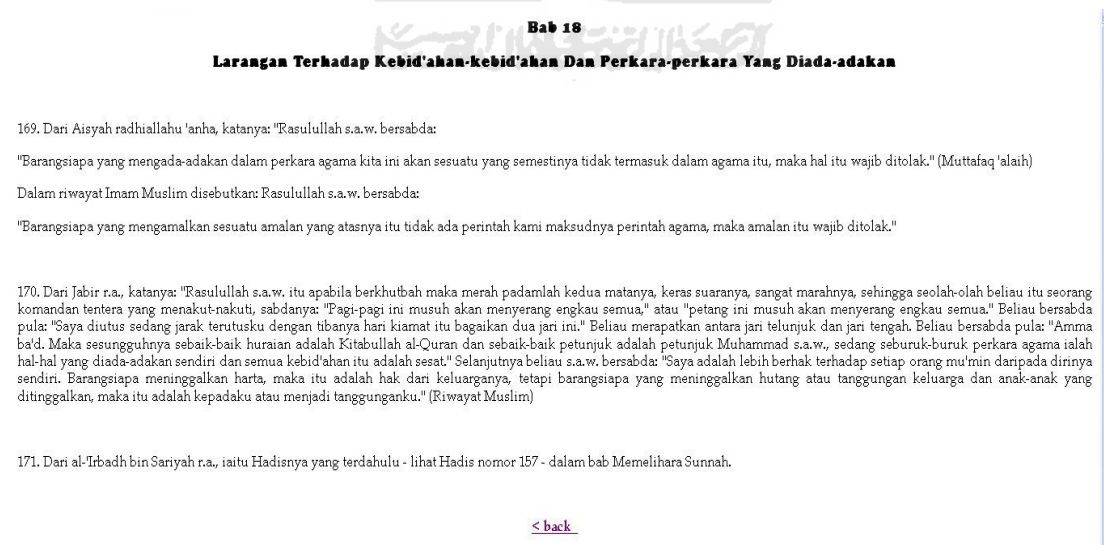 Bab 18
Larangan Terhadap Kebid'ahan-kebid'ahan Dan Perkara-perkara Yang Diada-adakan
169. Dari Aisyah radhiallahu 'anha, katanya: "Rasulullah s.a.w. bersabda:
"Barangsiapa yang mengada-adakan dalam perkara agama kita ini akan sesuatu yang semestinya tidak termasuk dalam agama itu, maka hal itu wajib ditolak." (Muttafaq 'alaih)
Dalam riwayat Imam Muslim disebutkan: Rasulullah s.a.w. bersabda:
"Barangsiapa yang mengamalkan sesuatu amalan yang atasnya itu tidak ada perintah kami maksudnya perintah agama, maka amalan itu wajib ditolak."
170. Dari Jabir r.a., katanya: "Rasulullah s.a.w. itu apabila berkhutbah maka merah padamlah kedua matanya, keras suaranya, sangat marahnya, sehingga seolah-olah beliau itu seorang
komandan tentera yang menakut-nakuti, sabdanya: "Pagi-pagi ini musuh akan menyerang engkau semua," atau "petang ini musuh akan menyerang engkau semua." Beliau bersabda
pula: "Saya diutus sedang jarak terutusku dengan tibanya hari kiamat itu bagaikan dua jari ini." Beliau merapatkan antara jari telunjuk dan jari tengah. Beliau bersabda pula: "Amma
ba'd. Maka sesungguhnya sebaik-baik huraian adalah Kitabullah al-Quran dan sebaik-baik petunjuk adalah petunjuk Muhammad s.a.w., sedang seburuk-buruk perkara agama ialah
hal-hal yang diada-adakan sendiri dan semua kebid'ahan itu adalah sesat." Selanjutnya beliau s.a.w. bersabda: "Saya adalah lebih berhak terhadap setiap orang mu'min daripada dirinya
sendiri. Barangsiapa meninggalkan harta, maka itu adalah hak dari keluarganya, tetapi barangsiapa yang meninggalkan hutang atau tanggungan keluarga dan anak-anak yang
ditinggalkan, maka itu adalah kepadaku atau menjadi tanggunganku." (Riwayat Muslim)
171. Dari al-'Irbadh bin Sariyah r.a., iaitu Hadisnya yang terdahulu - lihat Hadis nomor 157 - dalam bab Memelihara Sunnah.
< back